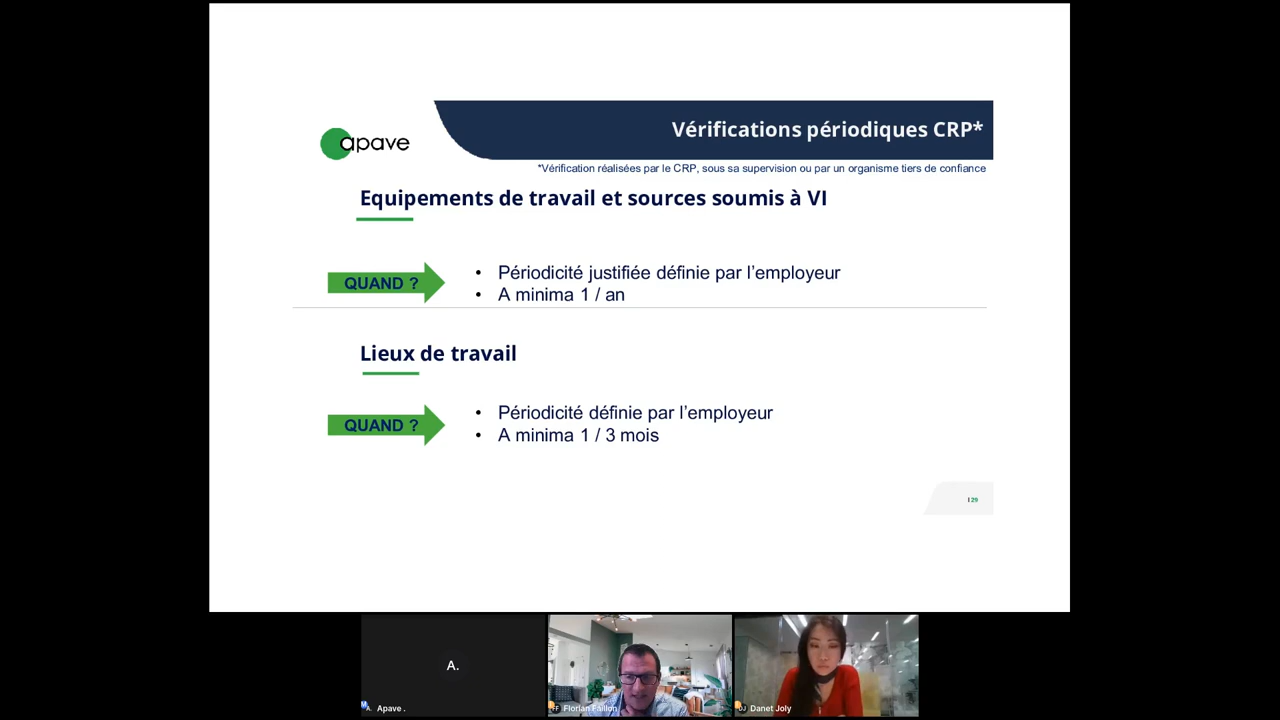 apave
Vérifications périodiques CRP*
*Vérification réalisées par le CRP, sous sa supervision ou par un organisme tiers de confiance
Equipements de travail et sources soumis à VI
QUAND ?
• Périodicité justifiée définie par l'employeur
• A minima 1 / an
Lieux de travail
QUAND ?
• Périodicité définie par l'employeur
• A minima 1 / 3 mois
I 29
A.
Apave .
Florian Faillon
Danet Joly